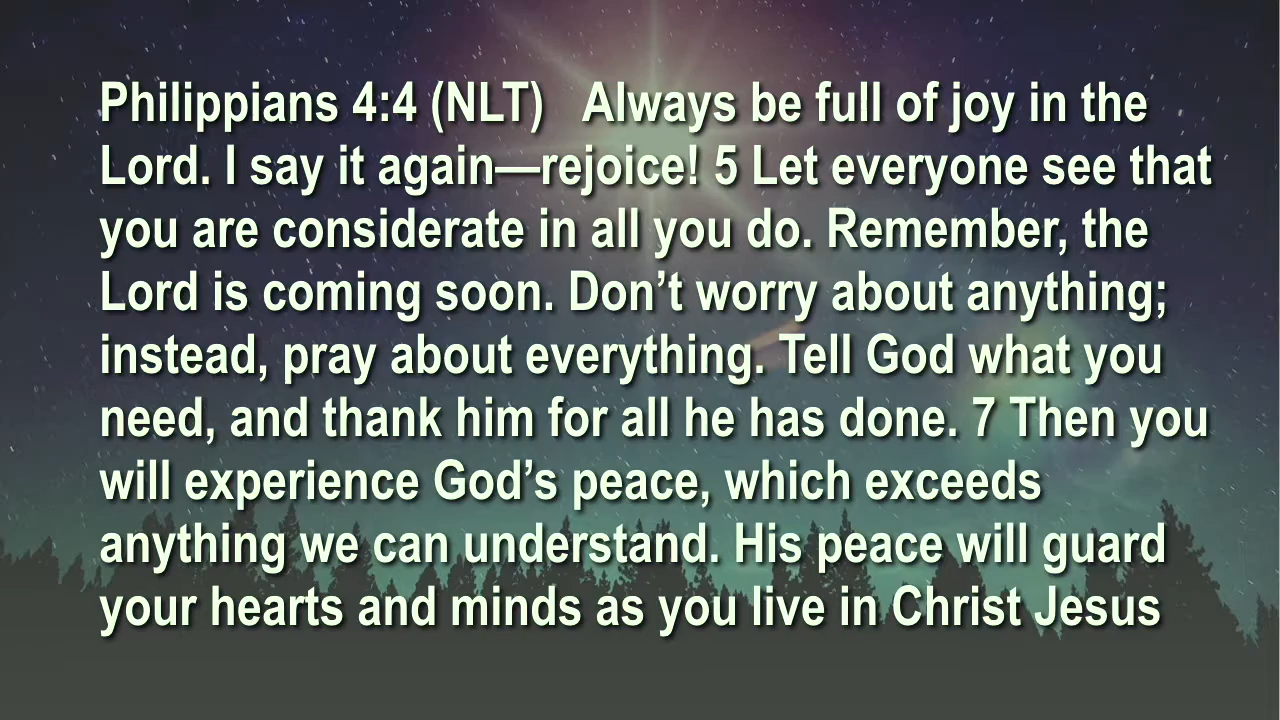 Philippians 4:4 (NLT)   Always be full of joy in the
Lord. I say it again—rejoice! 5 Let everyone see that
you are considerate in all you do. Remember, the
Lord is coming soon. Don’t worry about anything;
instead, pray about everything. Tell God what you
need, and thank him for all he has done. 7 Then you
will experience God’s peace, which exceeds
anything we can understand. His peace will guard
your hearts and minds as you live in Christ Jesus